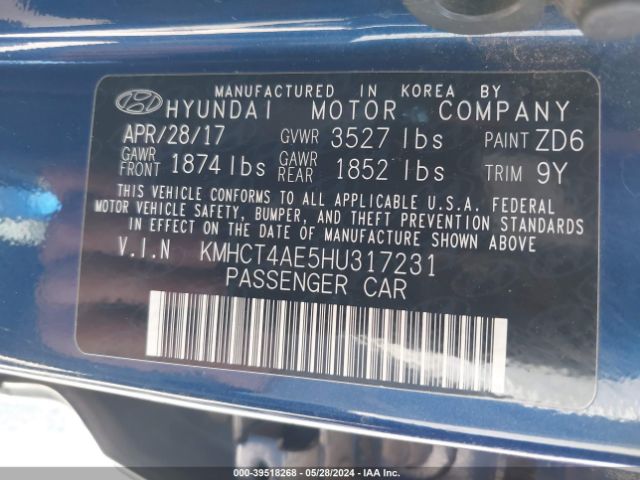 MANUFACTURED IN KOREA BY
HYUNDAI MOTOR COMPANY
APR/28/17 GVWR 3527 lbs PAINT ZD6
GAWR FRONT 1874 lbs GAWR REAR 1852 lbs TRIM 9Y
THIS VEHICLE CONFORMS TO ALL APPLICABLE U.S.A. FEDERAL
MOTOR VEHICLE SAFETY, BUMPER, AND THEFT PREVENTION STANDARDS
IN EFFECT ON THE DATE OF MANUFACTURE SHOWN ABOVE
V.I.N KMHCT4AE5HU317231
PASSENGER CAR
000-39518268 - 05/28/2024 - IAA Inc.